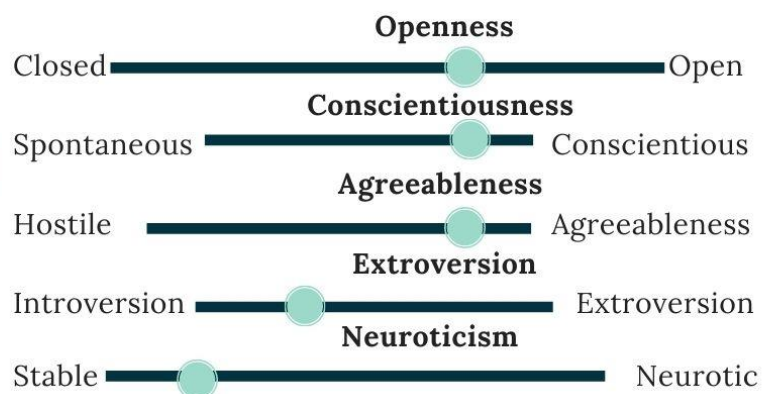 Openness
Closed Open
Conscientiousness
Spontaneous Conscientious
Agreeableness
Hostile Agreeableness
Extroversion
Introversion Extroversion
Neuroticism
Stable Neurotic